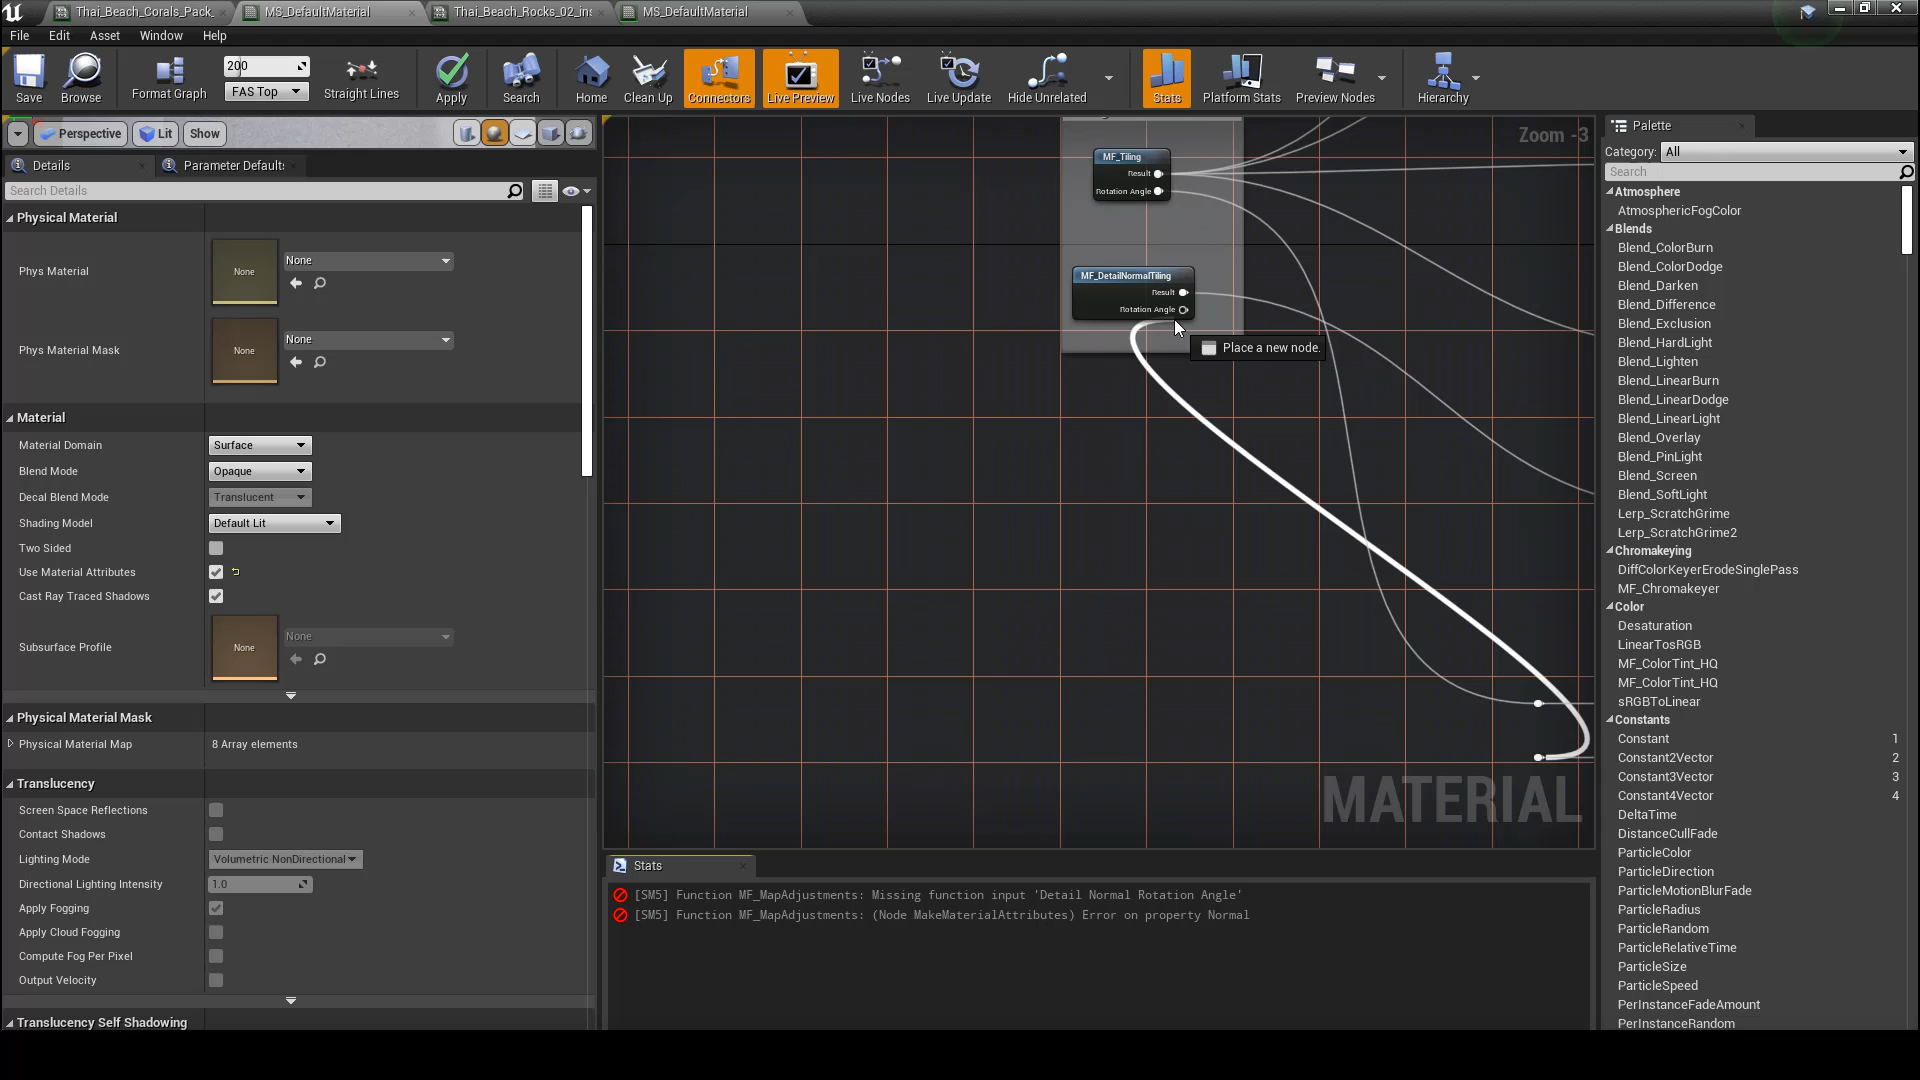 Thai_Beach_Corals_Pack_
MS_DefaultMaterial
Thai_Beach_Rocks_02_ins
MS_DefaultMaterial
File
Edit
Asset
Window
Help
Save
Browse
Format Graph
200
FAS Top
Straight Lines
Apply
Search
Home
Clean Up
Connectors
Live Preview
Live Nodes
Live Update
Hide Unrelated
Stats
Platform Stats
Preview Nodes
Hierarchy
Perspective
Lit
Show
Details
Parameter Defaults
Search Details
Physical Material
Phys Material
None
None
Phys Material Mask
None
None
Material
Material Domain
Surface
Blend Mode
Opaque
Decal Blend Mode
Translucent
Shading Model
Default Lit
Two Sided
Use Material Attributes
Cast Ray Traced Shadows
Subsurface Profile
None
None
Physical Material Mask
Physical Material Map
8 Array elements
Translucency
Screen Space Reflections
Contact Shadows
Lighting Mode
Volumetric NonDirectional
Directional Lighting Intensity
1.0
Apply Fogging
Apply Cloud Fogging
Compute Fog Per Pixel
Output Velocity
Translucency Self Shadowing
Zoom -3
MF_Tiling
Result
Rotation Angle
MF_DetailNormalTiling
Result
Rotation Angle
Place a new node.
MATERIAL
Stats
[SM5] Function MF_MapAdjustments: Missing function input 'Detail Normal Rotation Angle'
[SM5] Function MF_MapAdjustments: (Node MakeMaterialAttributes) Error on property Normal
Palette
Category:
All
Search
Atmosphere
AtmosphericFogColor
Blends
Blend_ColorBurn
Blend_ColorDodge
Blend_Darken
Blend_Difference
Blend_Exclusion
Blend_HardLight
Blend_Lighten
Blend_LinearBurn
Blend_LinearDodge
Blend_LinearLight
Blend_Overlay
Blend_PinLight
Blend_Screen
Blend_SoftLight
Lerp_ScratchGrime
Lerp_ScratchGrime2
Chromakeying
DiffColorKeyerErodeSinglePass
MF_Chromakeyer
Color
Desaturation
LinearTosRGB
MF_ColorTint_HQ
MF_ColorTint_HQ
sRGBToLinear
Constants
Constant 1
Constant2Vector 2
Constant3Vector 3
Constant4Vector 4
DeltaTime
DistanceCullFade
ParticleColor
ParticleDirection
ParticleMotionBlurFade
ParticleRadius
ParticleRandom
ParticleRelativeTime
ParticleSize
ParticleSpeed
PerInstanceFadeAmount
PerInstanceRandom